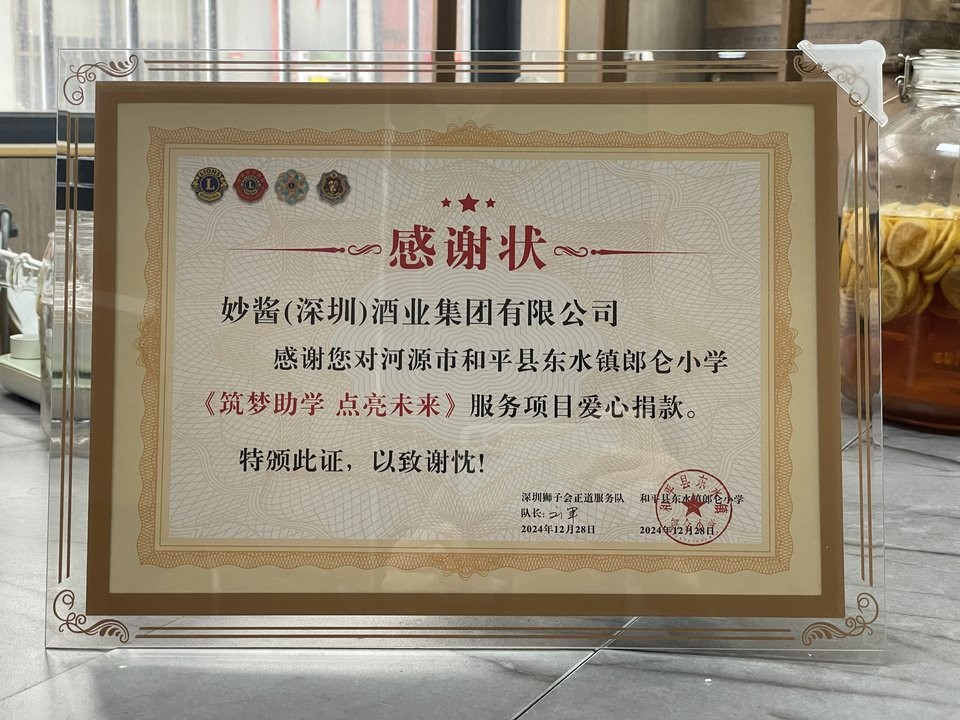 感谢状
妙酱(深圳)酒业集团有限公司
感谢您对河源市和平县东水镇郎仑小学
《筑梦助学 点亮未来》服务项目爱心捐款。
特颁此证，以致谢忱!
深圳狮子会正道服务队
队长:
2024年12月28日
和平县东水镇郎仑小学
2024年12月28日